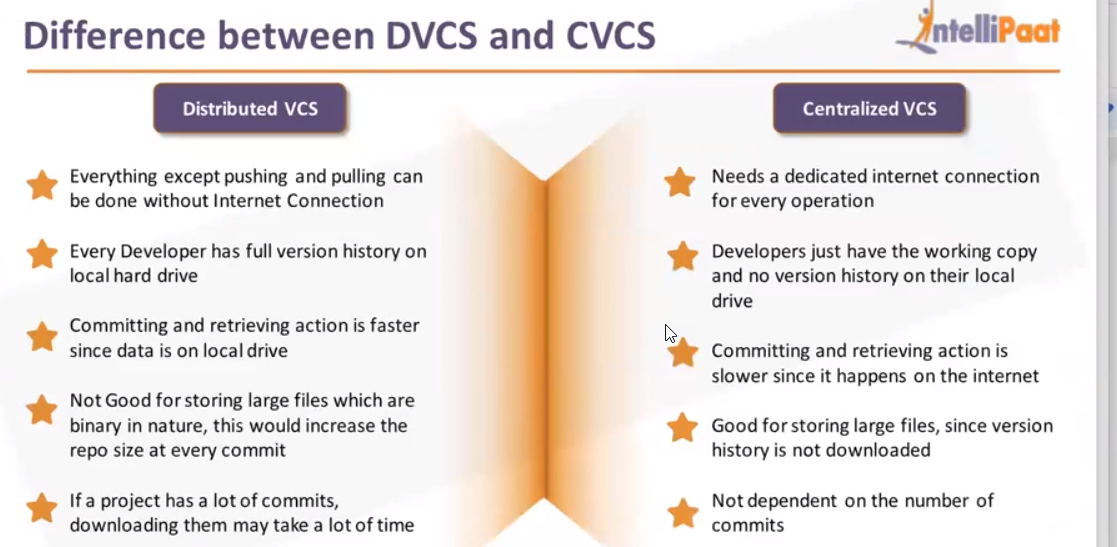 Difference between DVCS and CVCS
IntelliPaat
Distributed VCS
Everything except pushing and pulling can
be done without Internet Connection
Every Developer has full version history on
local hard drive
Committing and retrieving action is faster
since data is on local drive
Not Good for storing large files which are
binary in nature, this would increase the
repo size at every commit
If a project has a lot of commits,
downloading them may take a lot of time
Centralized VCS
Needs a dedicated internet connection
for every operation
Developers just have the working copy
and no version history on their local
drive
Committing and retrieving action is
slower since it happens on the internet
Good for storing large files, since version
history is not downloaded
Not dependent on the number of
commits